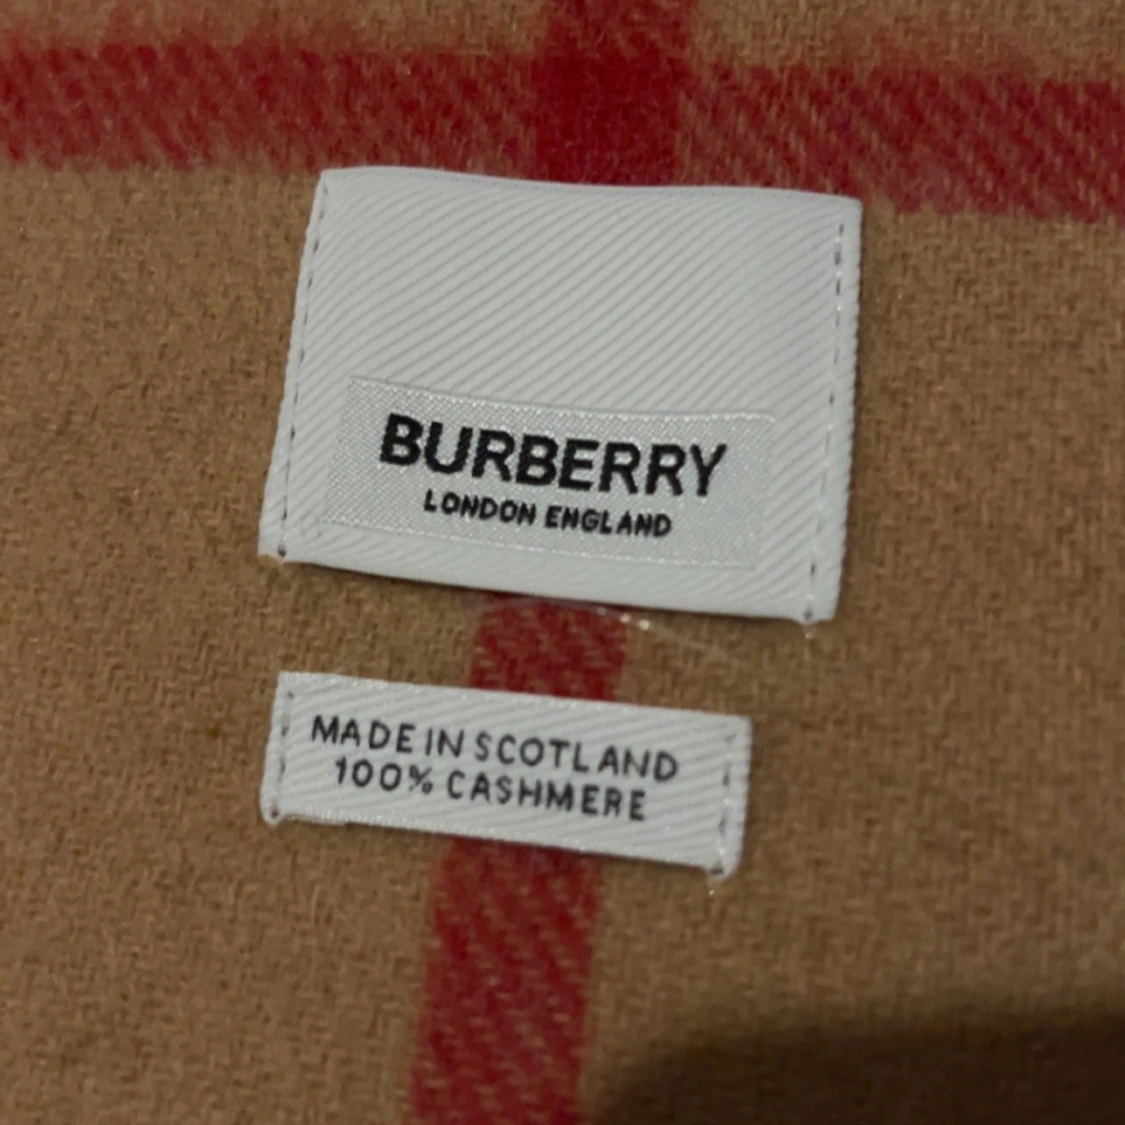 BURBERRY
LONDON ENGLAND
MADE IN SCOTLAND
100% CASHMERE